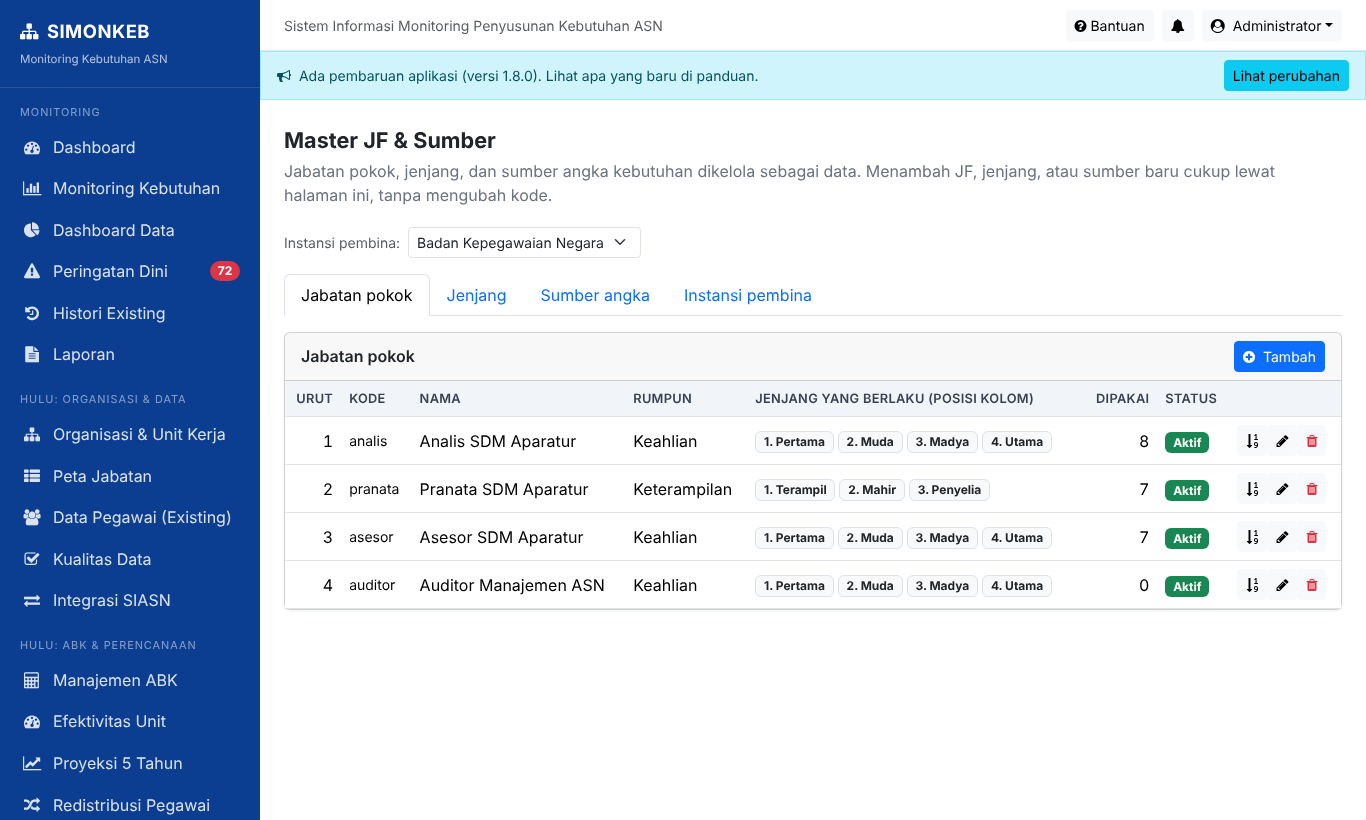 SIMONKEB
Monitoring Kebutuhan ASN
MONITORING
Dashboard
Monitoring Kebutuhan
Dashboard Data
Peringatan Dini 72
Histori Existing
Laporan
HULU: ORGANISASI & DATA
Organisasi & Unit Kerja
Peta Jabatan
Data Pegawai (Existing)
Kualitas Data
Integrasi SIASN
HULU: ABK & PERENCANAAN
Manajemen ABK
Efektivitas Unit
Proyeksi 5 Tahun
Redistribusi Pegawai
Sistem Informasi Monitoring Penyusunan Kebutuhan ASN Bantuan Administrator
Ada pembaruan aplikasi (versi 1.8.0). Lihat apa yang baru di panduan. Lihat perubahan
Master JF & Sumber
Jabatan pokok, jenjang, dan sumber angka kebutuhan dikelola sebagai data. Menambah JF, jenjang, atau sumber baru cukup lewat
halaman ini, tanpa mengubah kode.
Instansi pembina: Badan Kepegawaian Negara
Jabatan pokok Jenjang Sumber angka Instansi pembina
Jabatan pokok Tambah
URUT KODE NAMA RUMPUN JENJANG YANG BERLAKU (POSISI KOLOM) DIPAKAI STATUS
1 analis Analis SDM Aparatur Keahlian 1. Pertama 2. Muda 3. Madya 4. Utama 8 Aktif
2 pranata Pranata SDM Aparatur Keterampilan 1. Terampil 2. Mahir 3. Penyelia 7 Aktif
3 asesor Asesor SDM Aparatur Keahlian 1. Pertama 2. Muda 3. Madya 4. Utama 7 Aktif
4 auditor Auditor Manajemen ASN Keahlian 1. Pertama 2. Muda 3. Madya 4. Utama 0 Aktif